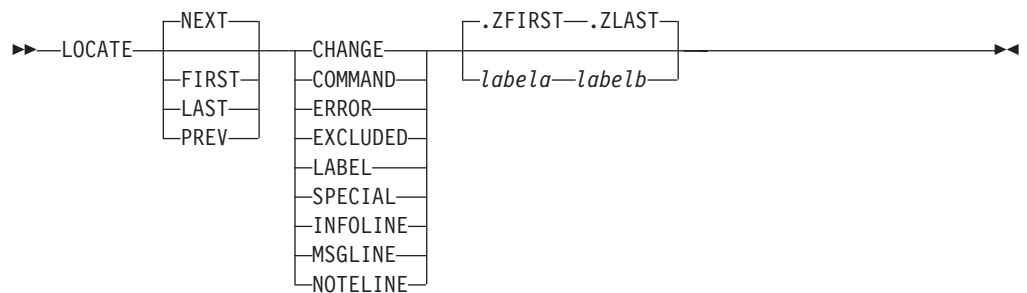 NEXT .ZFIRST .ZLAST
LOCATE CHANGE
FIRST COMMAND labela labelb
LAST ERROR
PREV EXCLUDED
LABEL
SPECIAL
INFOLINE
MSGLINE
NOTELINE